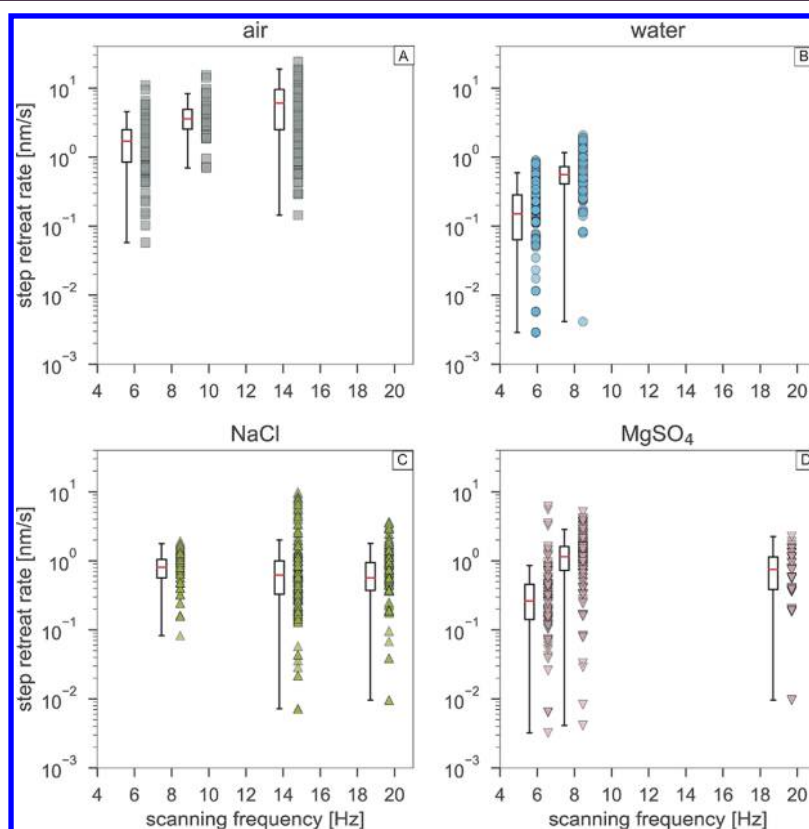 air
water
A
B
step retreat rate [nm/s]
10¹
10⁰
10⁻¹
10⁻²
10⁻³
4 6 8 10 12 14 16 18 20
10¹
10⁰
10⁻¹
10⁻²
10⁻³
4 6 8 10 12 14 16 18 20
NaCl
MgSO₄
C
D
step retreat rate [nm/s]
10¹
10⁰
10⁻¹
10⁻²
10⁻³
4 6 8 10 12 14 16 18 20
scanning frequency [Hz]
10¹
10⁰
10⁻¹
10⁻²
10⁻³
4 6 8 10 12 14 16 18 20
scanning frequency [Hz]